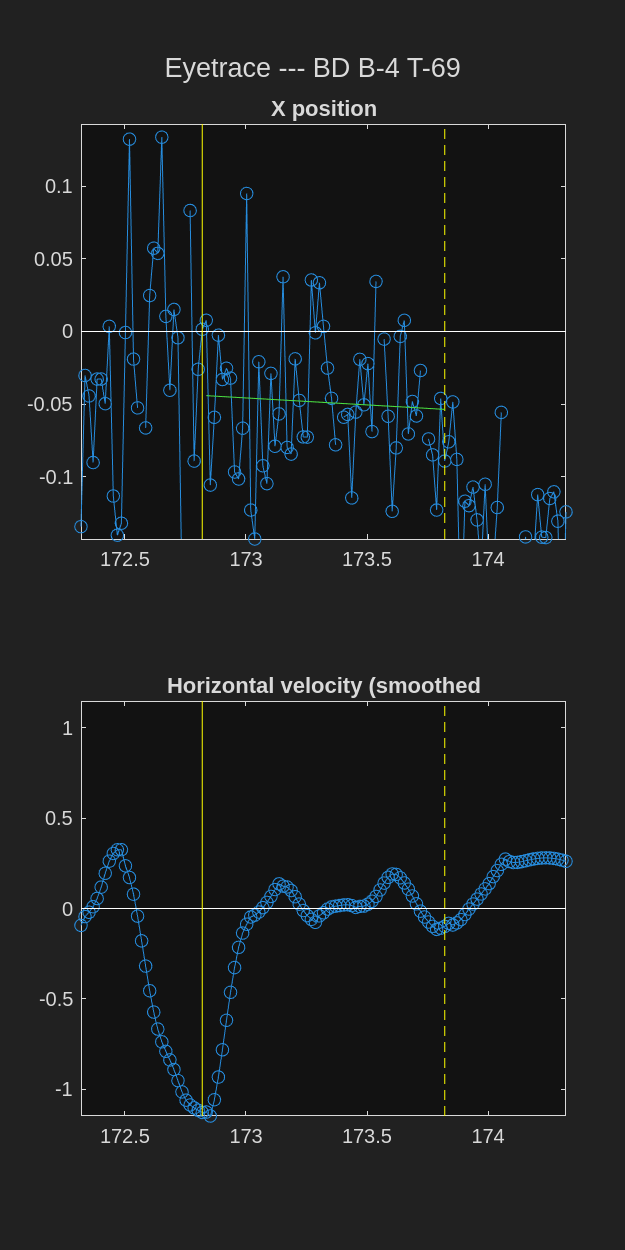 Eyetrace --- BD B-4 T-69
X position
0.1
0.05
0
-0.05
-0.1
172.5 173 173.5 174
Horizontal velocity (smoothed
1
0.5
0
-0.5
-1
172.5 173 173.5 174